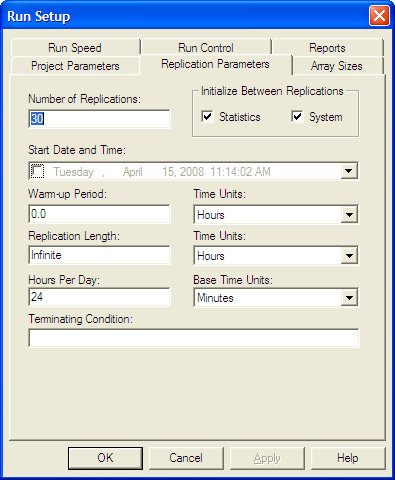 Run Setup
Run Speed Run Control Reports
Project Parameters Replication Parameters Array Sizes
Number of Replications: Initialize Between Replications
30 Statistics System
Start Date and Time:
Tuesday , April 15, 2008 11:14:02 AM
Warm-up Period: Time Units:
0.0 Hours
Replication Length: Time Units:
Infinite Hours
Hours Per Day: Base Time Units:
24 Minutes
Terminating Condition:
OK Cancel Apply Help